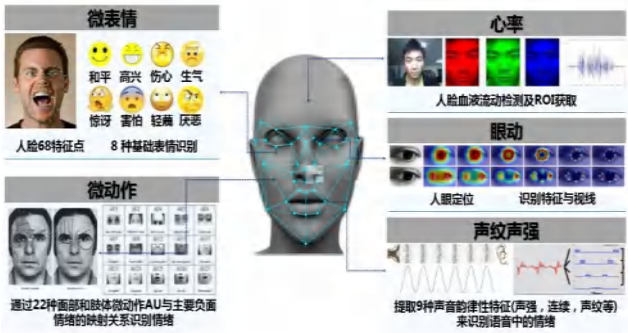 微表情
和平 高兴 伤心 生气
惊讶 害怕 轻蔑 厌恶
人脸68特征点 8 种基础表情识别
微动作
通过22种面部和肢体微动作AU与主要负面
情绪的映射关系识别情绪
心率
人脸血液流动检测及ROI获取
眼动
人眼定位 识别特征与视线
声纹声强
提取9种声音韵律性特征(声强,连续,声纹等)
来识别语音中的情绪